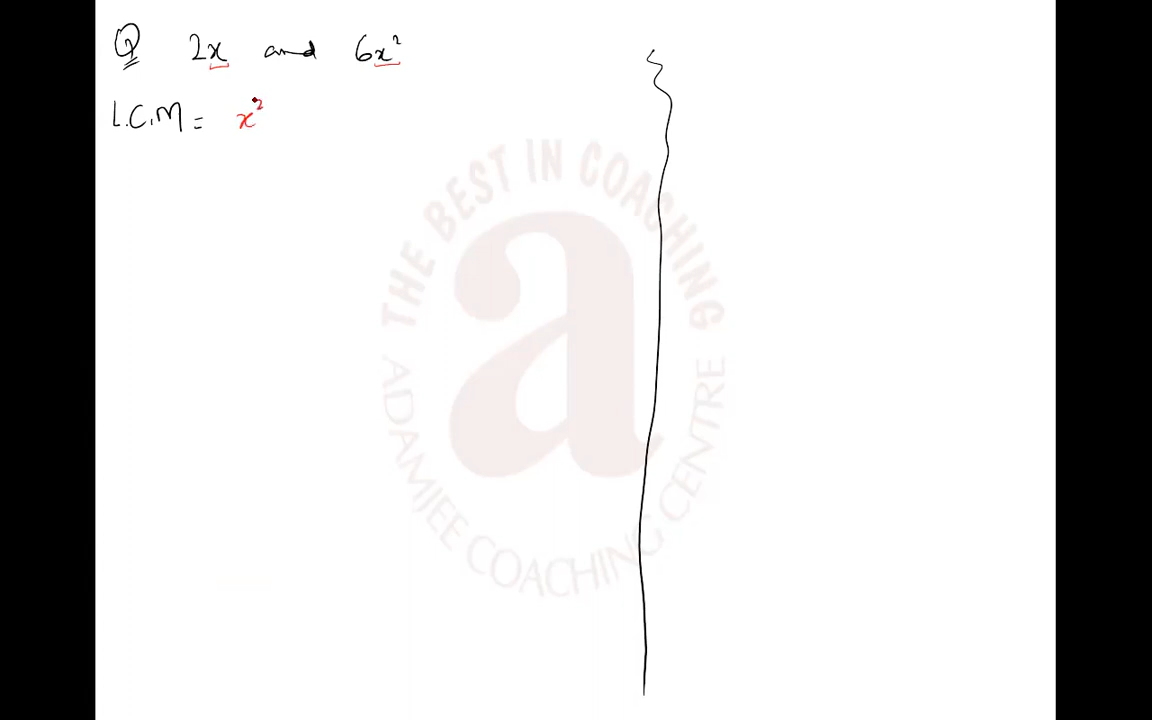 Q 2x and 6x²
L.C.M = x²
THE BEST IN COACHING
a
ADAMJEE COACHING CENTRE